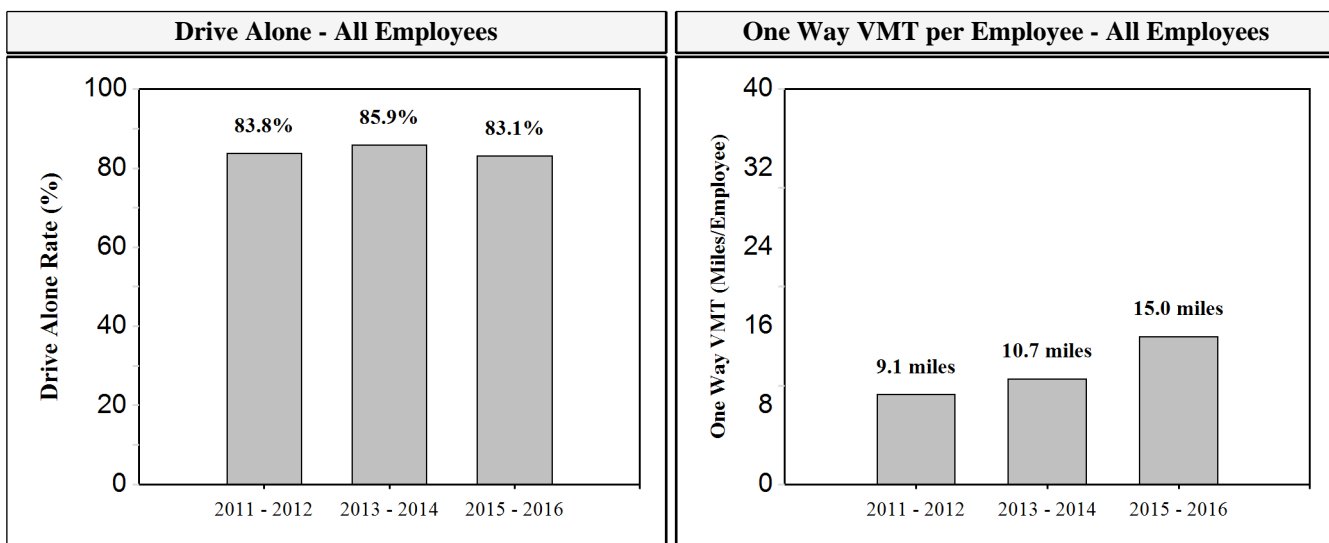 Drive Alone - All Employees
Drive Alone Rate (%)
100
80
60
40
20
0
83.8%
85.9%
83.1%
2011 - 2012
2013 - 2014
2015 - 2016
One Way VMT per Employee - All Employees
One Way VMT (Miles/Employee)
40
32
24
16
8
0
9.1 miles
10.7 miles
15.0 miles
2011 - 2012
2013 - 2014
2015 - 2016